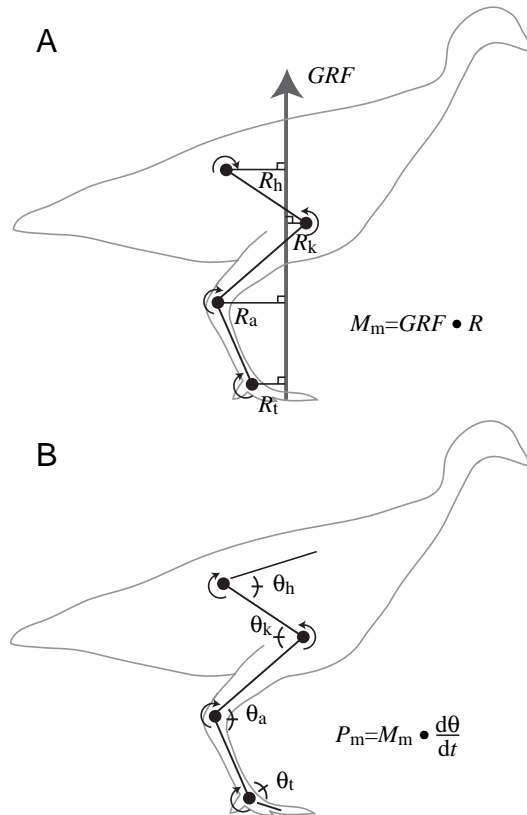 A
GRF
Rh
Rk
Ra
Mm=GRF • R
Rt
B
θh
θk
θa
Pm=Mm • dθ/dt
θt